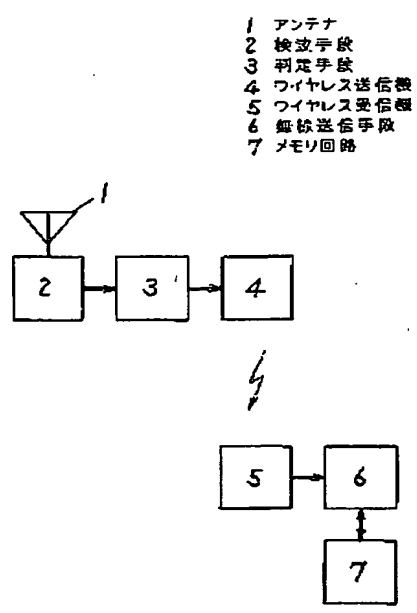 1 アンテナ
2 検波手段
3 判定手段
4 ワイヤレス送信機
5 ワイヤレス受信機
6 無線送信手段
7 メモリ回路
1
2
3
4
5
6
7